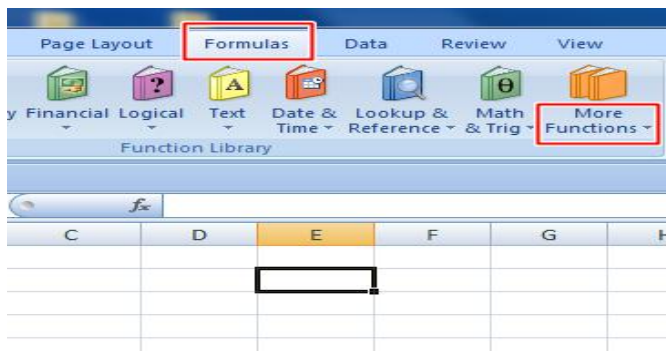 Page Layout Formulas Data Review View
Financial Logical Text Date & Time Lookup & Reference Math & Trig More Functions
Function Library
fx
C D E F G